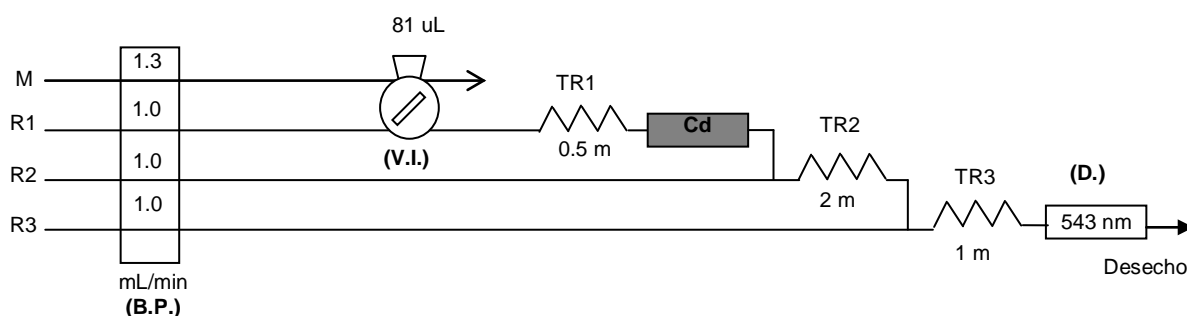 81 uL
M
1.3
TR1
R1
1.0
Cd
TR2
(V.I.)
0.5 m
R2
1.0
TR3
(D.)
2 m
R3
1.0
543 nm
1 m
Desecho
mL/min
(B.P.)